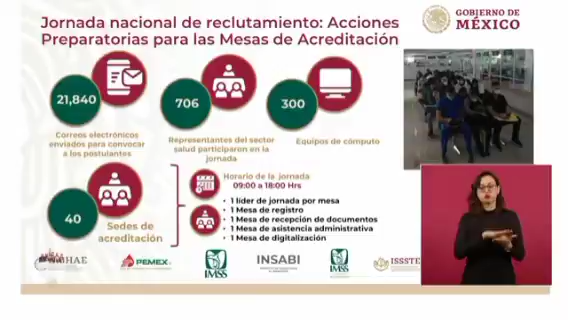 Jornada nacional de reclutamiento: Acciones
Preparatorias para las Mesas de Acreditación
GOBIERNO DE
MÉXICO
21,840
706
300
Correos electrónicos
enviados para convocar
a los postulantes
Representantes del sector
salud participaron en la
jornada
Equipos de cómputo
40
Sedes de
acreditación
Horario de la jornada
09:00 a 18:00 Hrs
• 1 líder de jornada por mesa
• 1 Mesa de registro
• 1 Mesa de recepción de documentos
• 1 Mesa de asistencia administrativa
• 1 Mesa de digitalización
PEMEX
IMSS
INSABI
IMSS
ISSSTE